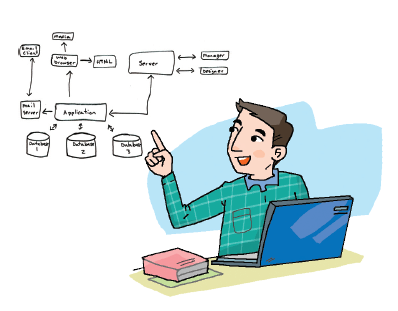 Media
Email
Client
Web
Browser
HTML
Server
Manager
Designer
Mail
Server
Application
Database
1
Database
2
Database
3